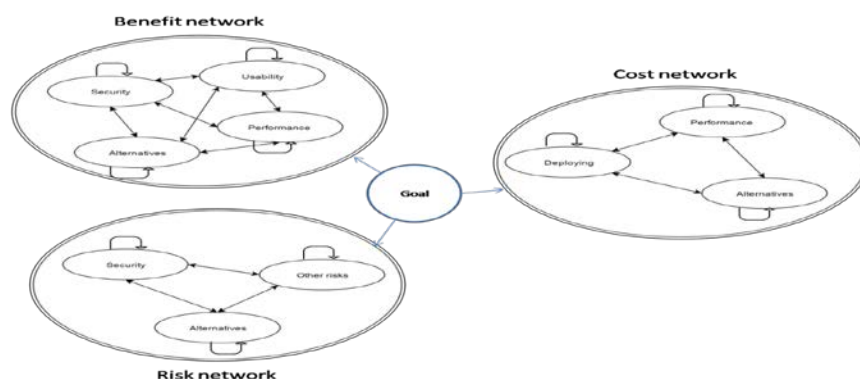 Benefit network
Security
Usability
Performance
Alternatives
Cost network
Performance
Deploying
Alternatives
Goal
Security
Other risks
Alternatives
Risk network